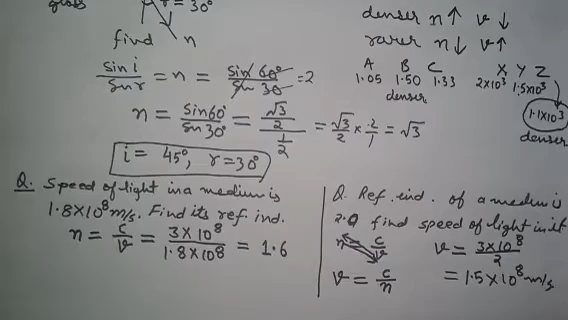 glass r = 30°
find n
sin i / sin r = n = sin 60° / sin 30° = 2
n = sin60° / sin30° = √3/2 / 1/2 = √3/2 × 2/1 = √3
i = 45°, r = 30°
denser n ↑ v ↓
rarer n ↓ v ↑
A B C X Y Z
1.05 1.50 1.33 2×10³ 1.5×10³
denser 1.1×10³
denser
Q. Speed of light in a medium is
1.8×10⁸ m/s. Find its ref. ind.
n = c/v = 3×10⁸ / 1.8×10⁸ = 1.6
Q. Ref. ind. of a medm is
2.0 find speed of light in it
n = c/v v = 3×10⁸ / 2
v = c/n = 1.5×10⁸ m/s